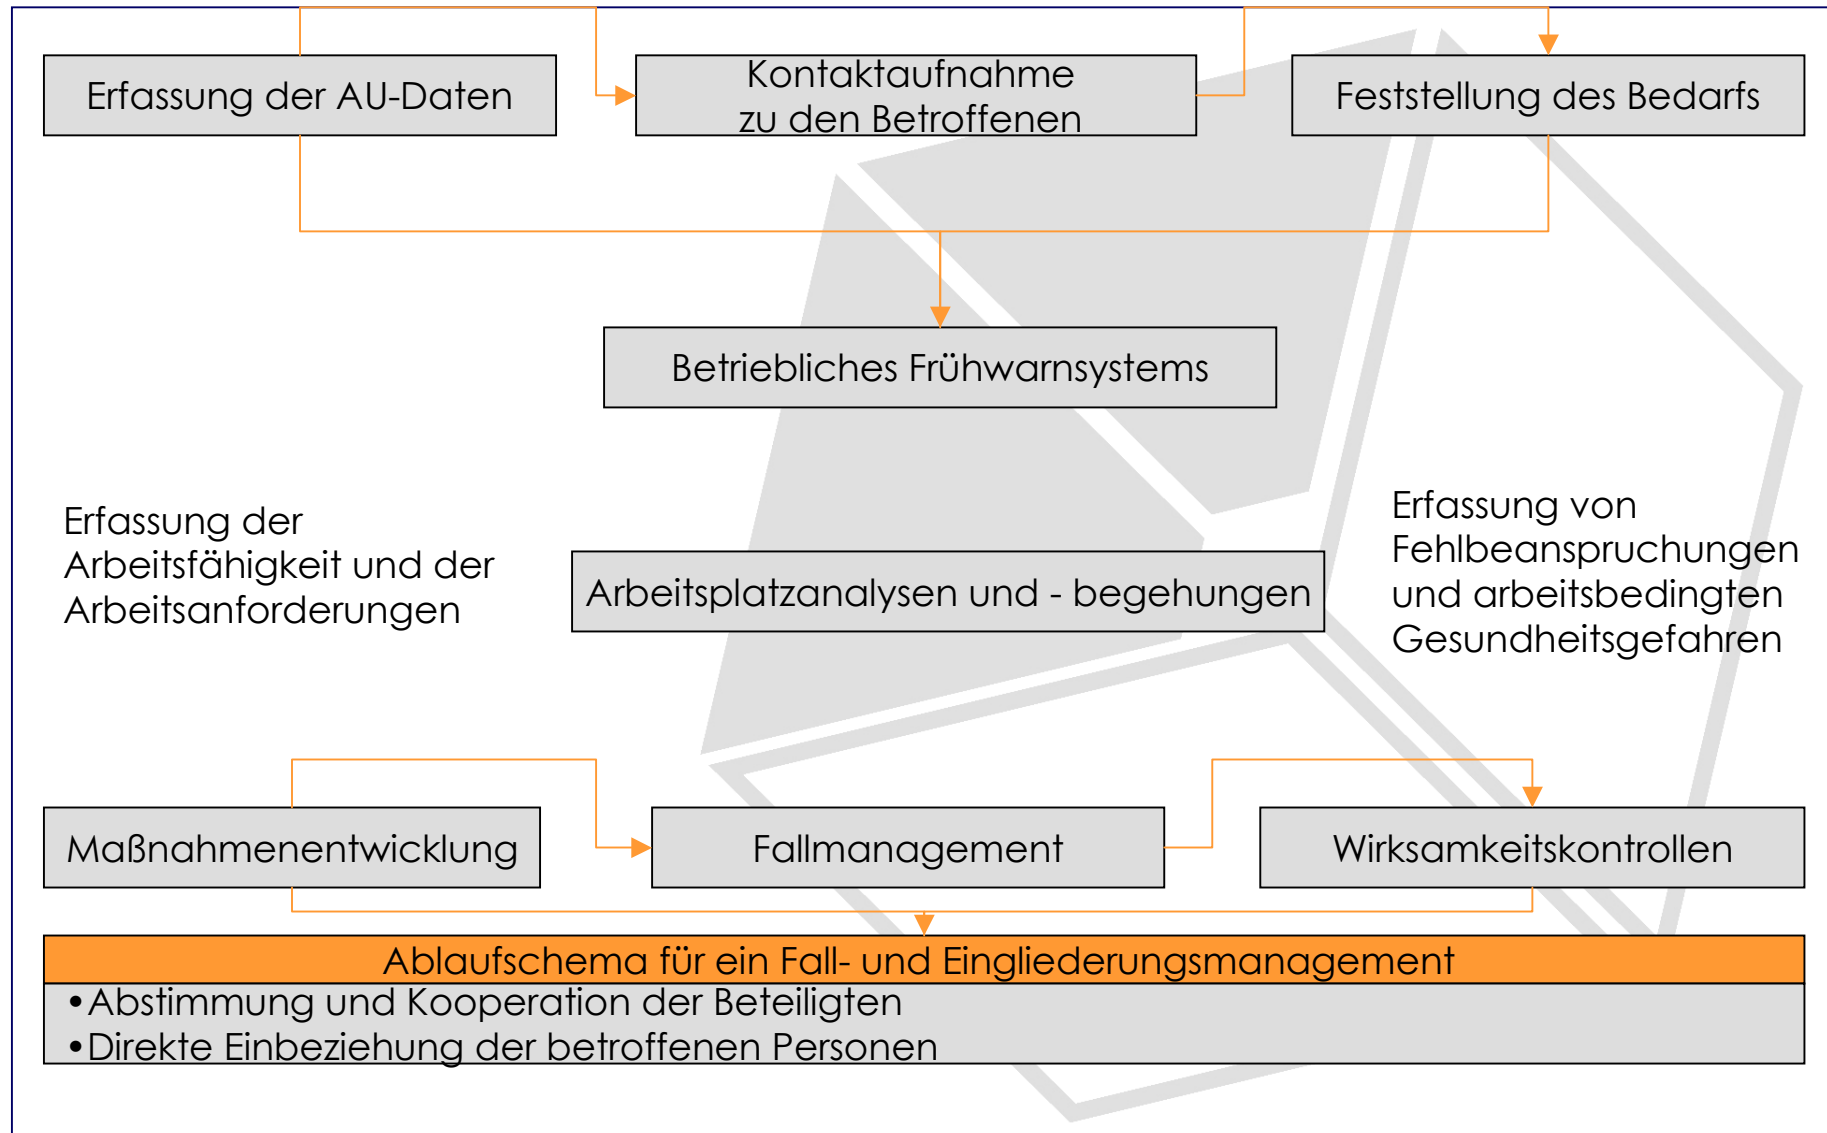 Erfassung der AU-Daten
Kontaktaufnahme
zu den Betroffenen
Feststellung des Bedarfs
Betriebliches Frühwarnsystems
Erfassung der
Arbeitsfähigkeit und der
Arbeitsanforderungen
Arbeitsplatzanalysen und - begehungen
Erfassung von
Fehlbeanspruchungen
und arbeitsbedingten
Gesundheitsgefahren
Maßnahmenentwicklung
Fallmanagement
Wirksamkeitskontrollen
Ablaufschema für ein Fall- und Eingliederungsmanagement
•Abstimmung und Kooperation der Beteiligten
•Direkte Einbeziehung der betroffenen Personen